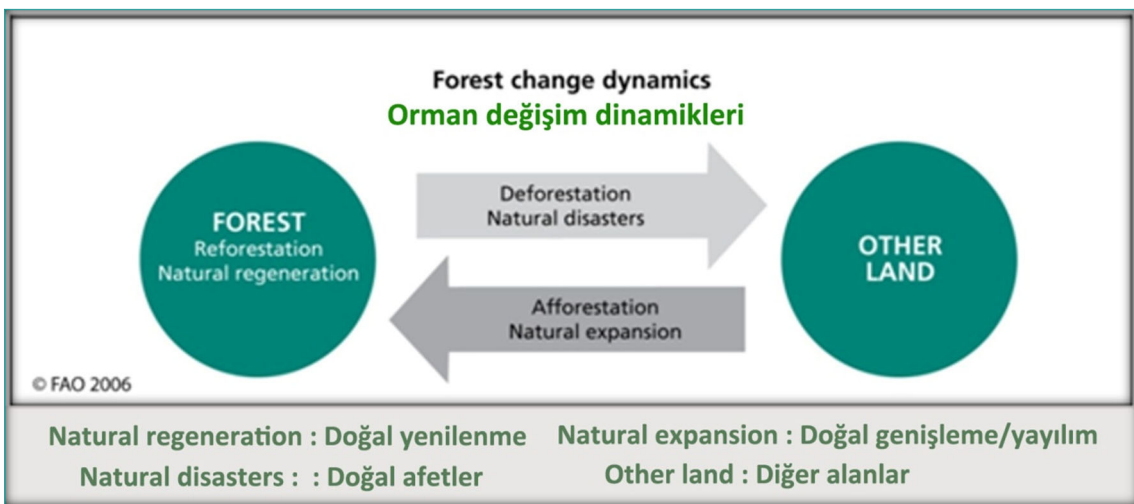 Forest change dynamics
Orman değişim dinamikleri
FOREST
Reforestation
Natural regeneration
Deforestation
Natural disasters
Afforestation
Natural expansion
OTHER
LAND
© FAO 2006
Natural regeneration : Doğal yenilenme
Natural expansion : Doğal genişleme/yayılım
Natural disasters : : Doğal afetler
Other land : Diğer alanlar